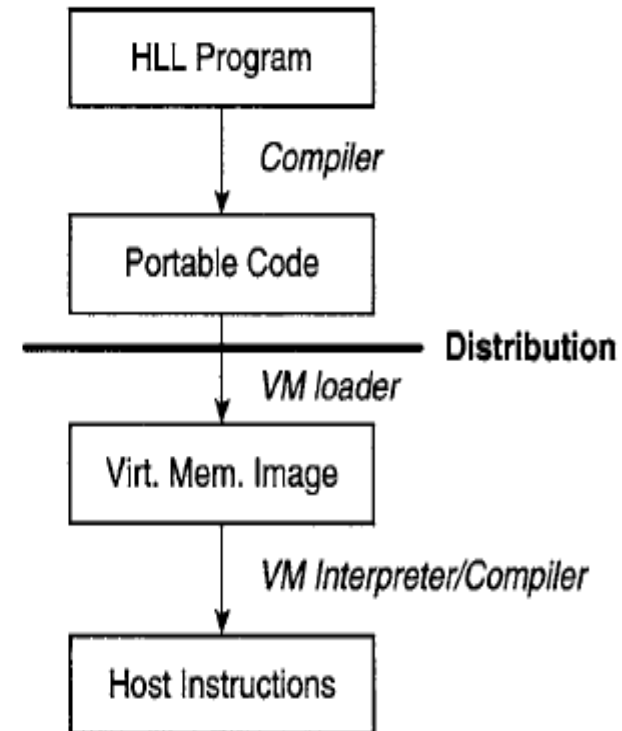 HLL Program
Compiler
Portable Code
Distribution
VM loader
Virt. Mem. Image
VM Interpreter/Compiler
Host Instructions